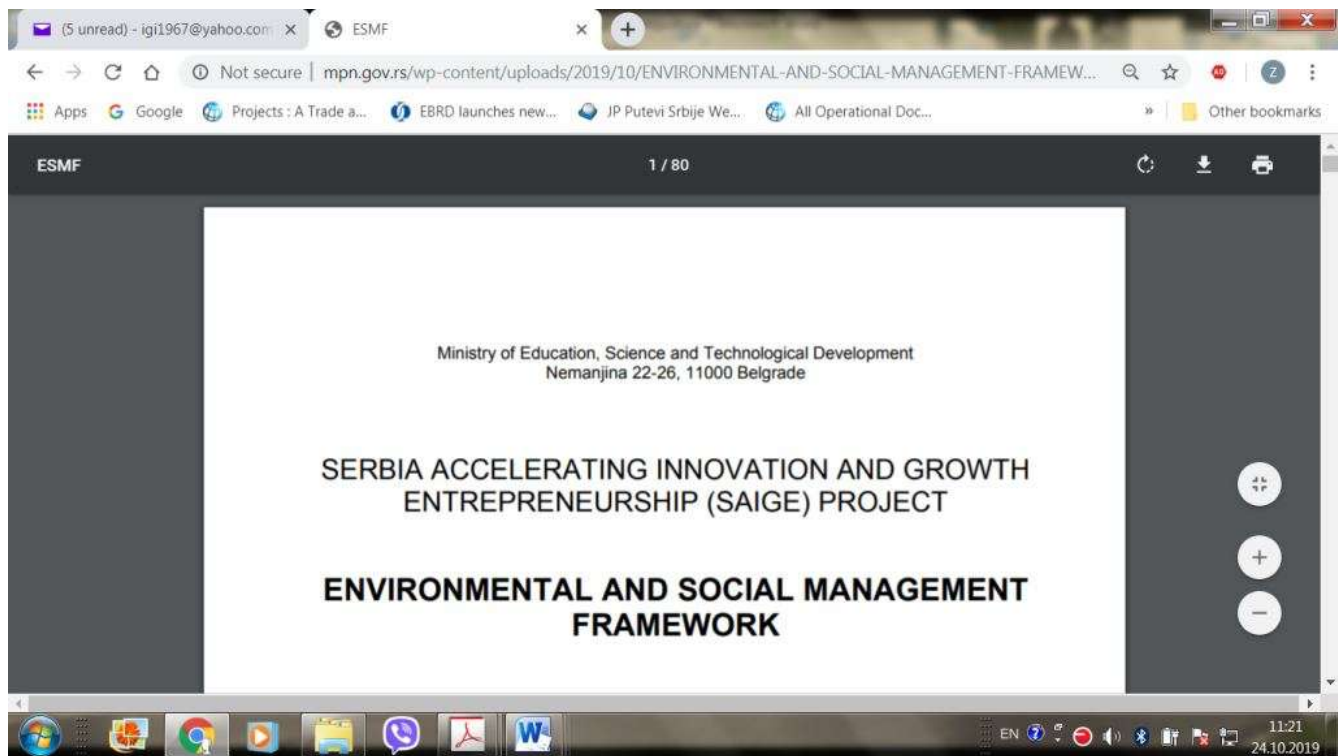 (5 unread) - igi1967@yahoo.com
ESMF
Not secure | mpn.gov.rs/wp-content/uploads/2019/10/ENVIRONMENTAL-AND-SOCIAL-MANAGEMENT-FRAMEW...
Z
Apps Google Projects : A Trade a... EBRD launches new... JP Putevi Srbije We... All Operational Doc... » Other bookmarks
ESMF 1 / 80
Ministry of Education, Science and Technological Development
Nemanjina 22-26, 11000 Belgrade
SERBIA ACCELERATING INNOVATION AND GROWTH
ENTREPRENEURSHIP (SAIGE) PROJECT
ENVIRONMENTAL AND SOCIAL MANAGEMENT
FRAMEWORK
EN 11:21
24.10.2019